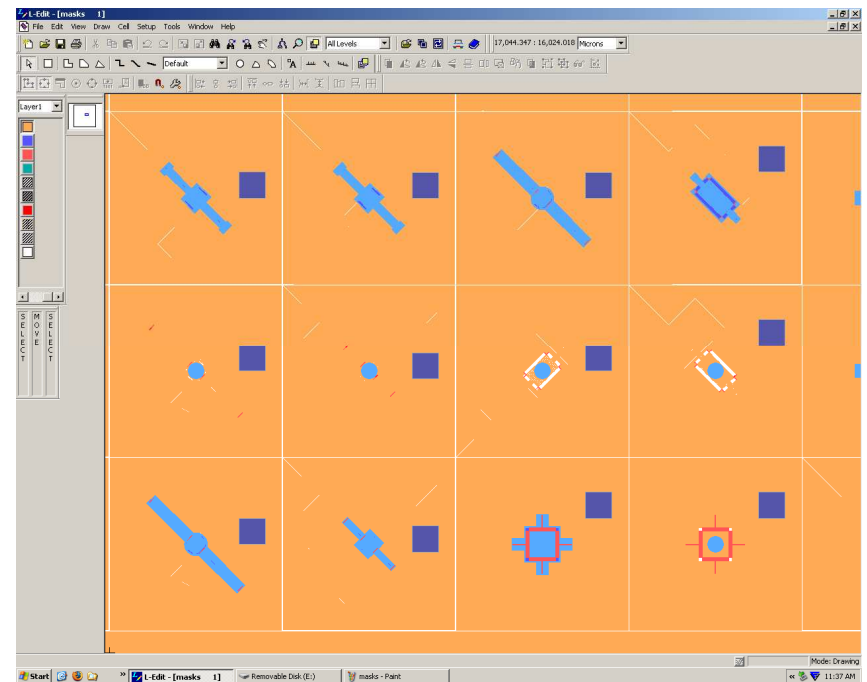 L-Edit - [masks 1]
File Edit View Draw Cell Setup Tools Window Help
All Levels
17,044.347 : 16,024.018 Microns
Default
Layer1
SELECT MOVE SELECT
Mode: Drawing
Start » L-Edit - [masks 1] Removable Disk (E:) masks - Paint « 11:37 AM